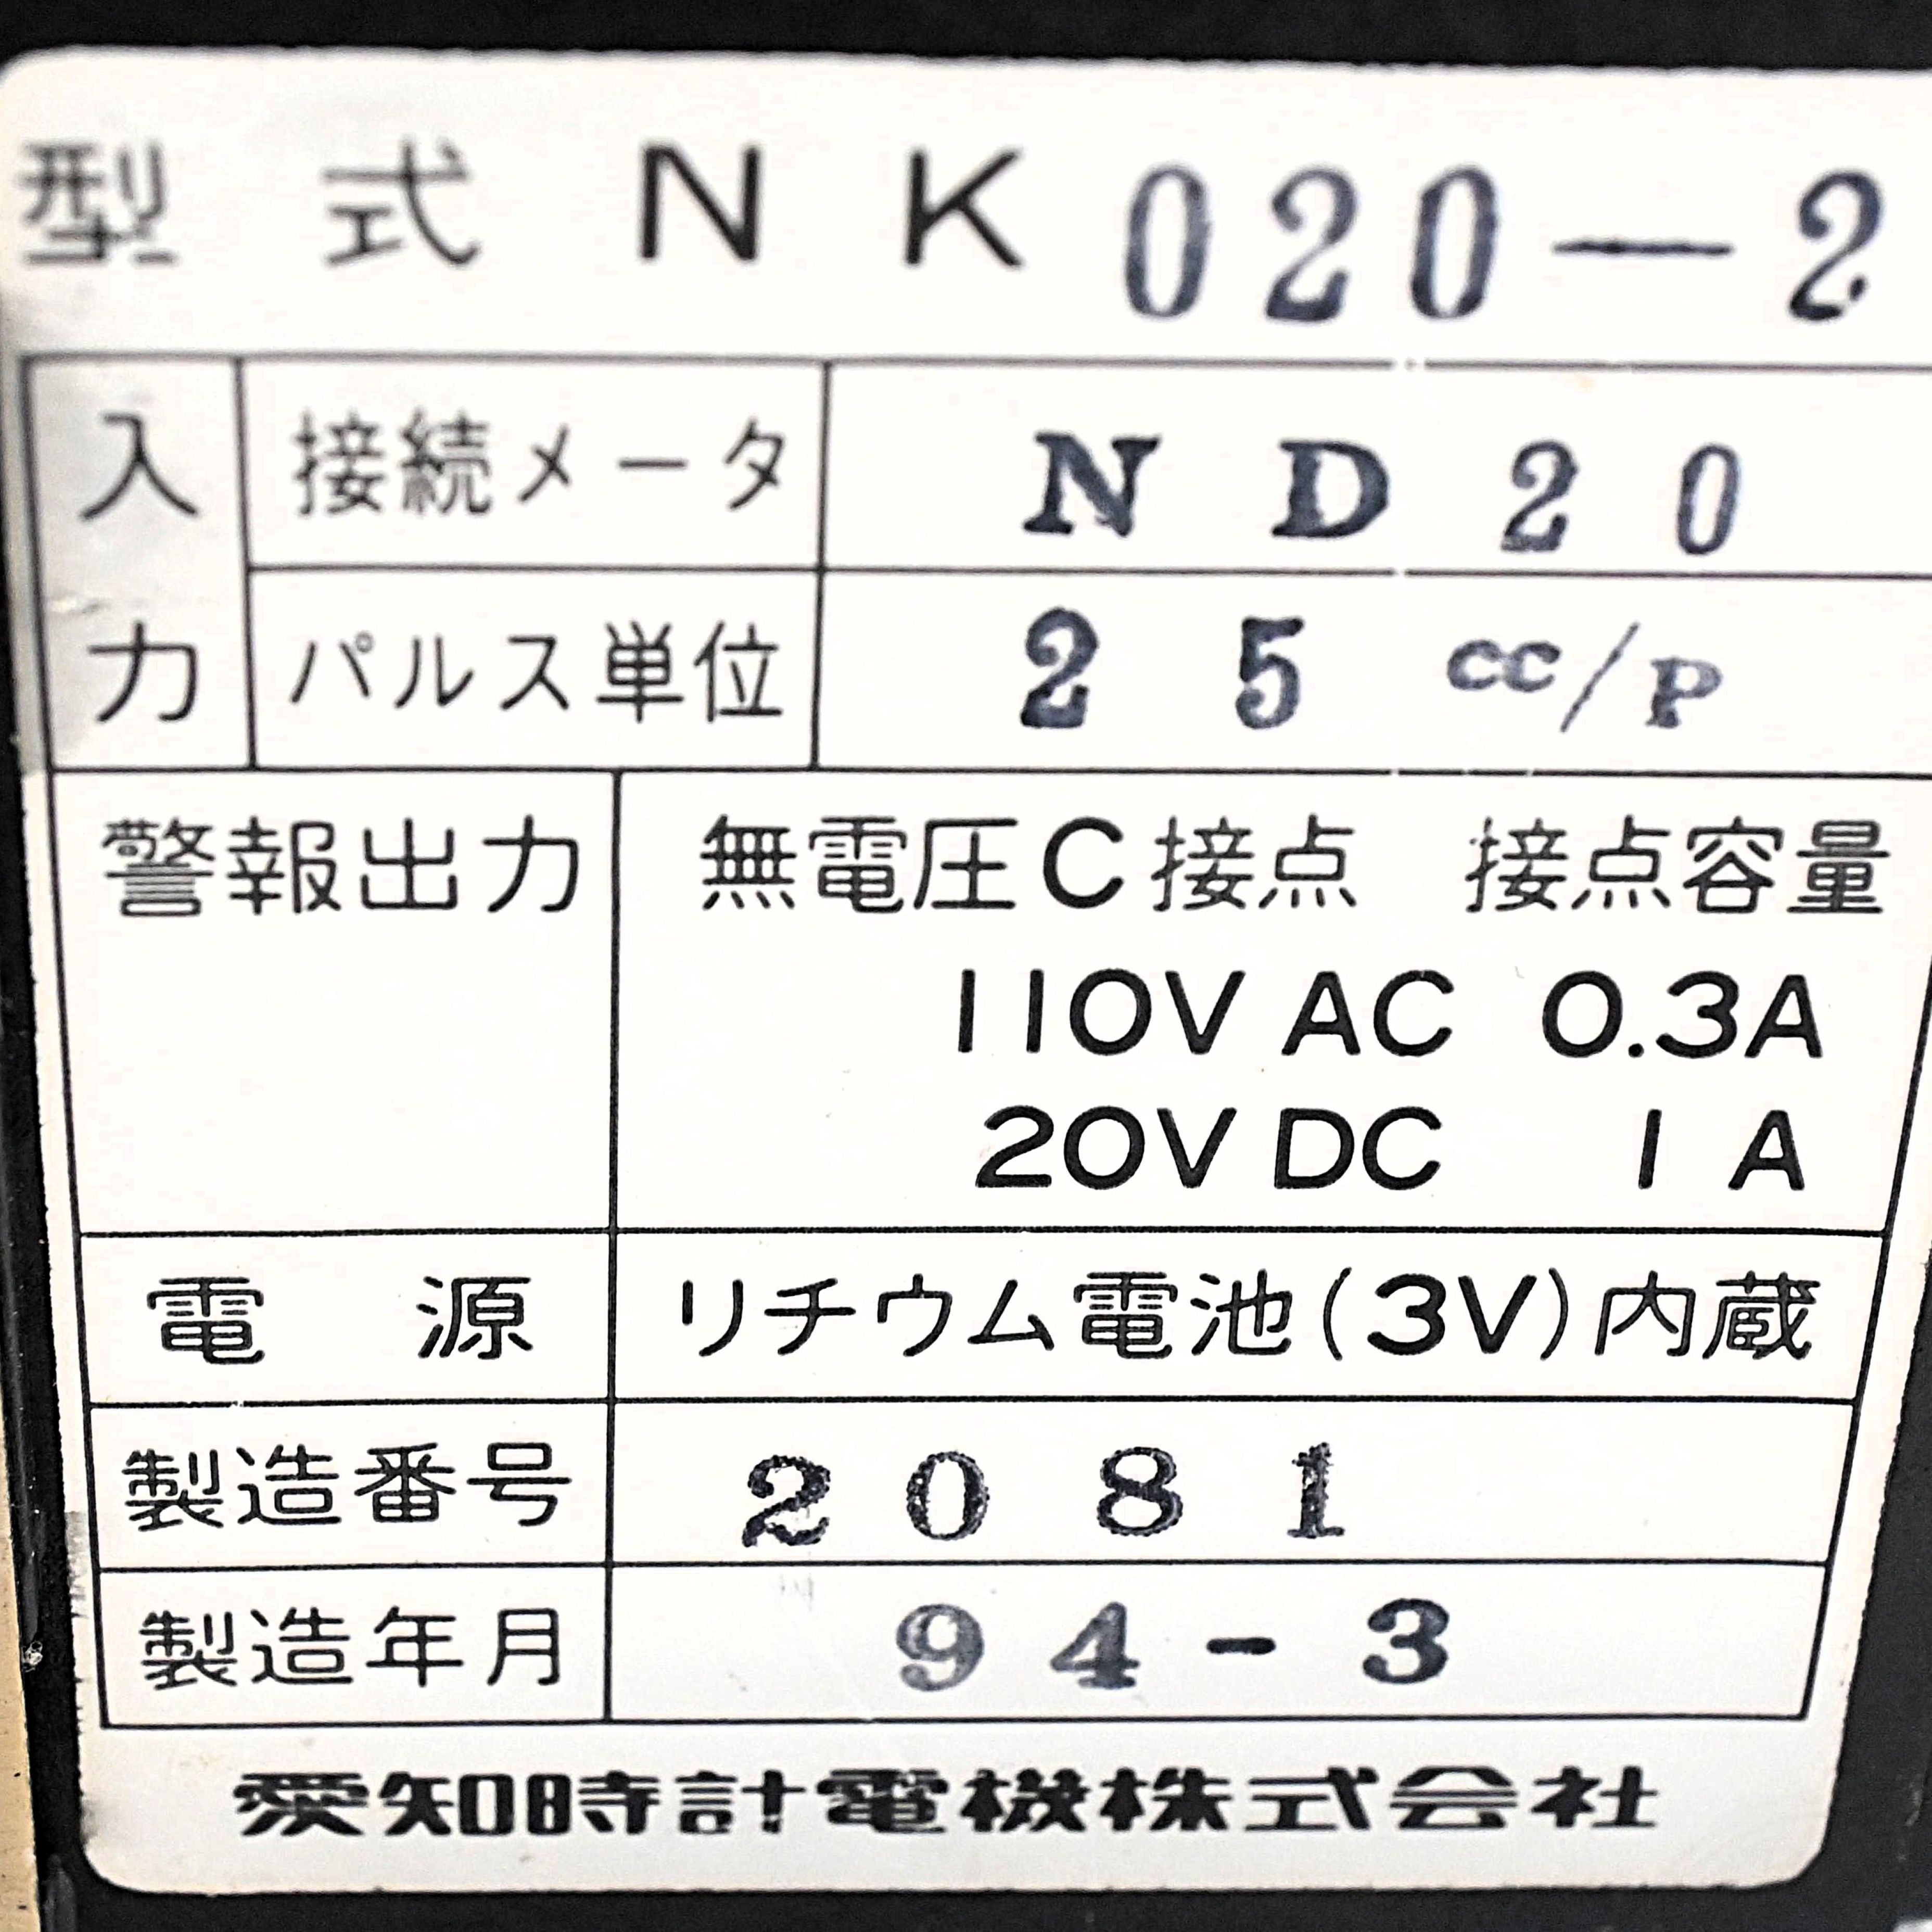 型 式 NK020-2
入力 接続メータ ND20
パルス単位 25 cc/P
警報出力 無電圧C接点 接点容量
110V AC 0.3A
20V DC 1A
電 源 リチウム電池(3V)内蔵
製造番号 2081
製造年月 94-3
愛知時計電機株式会社